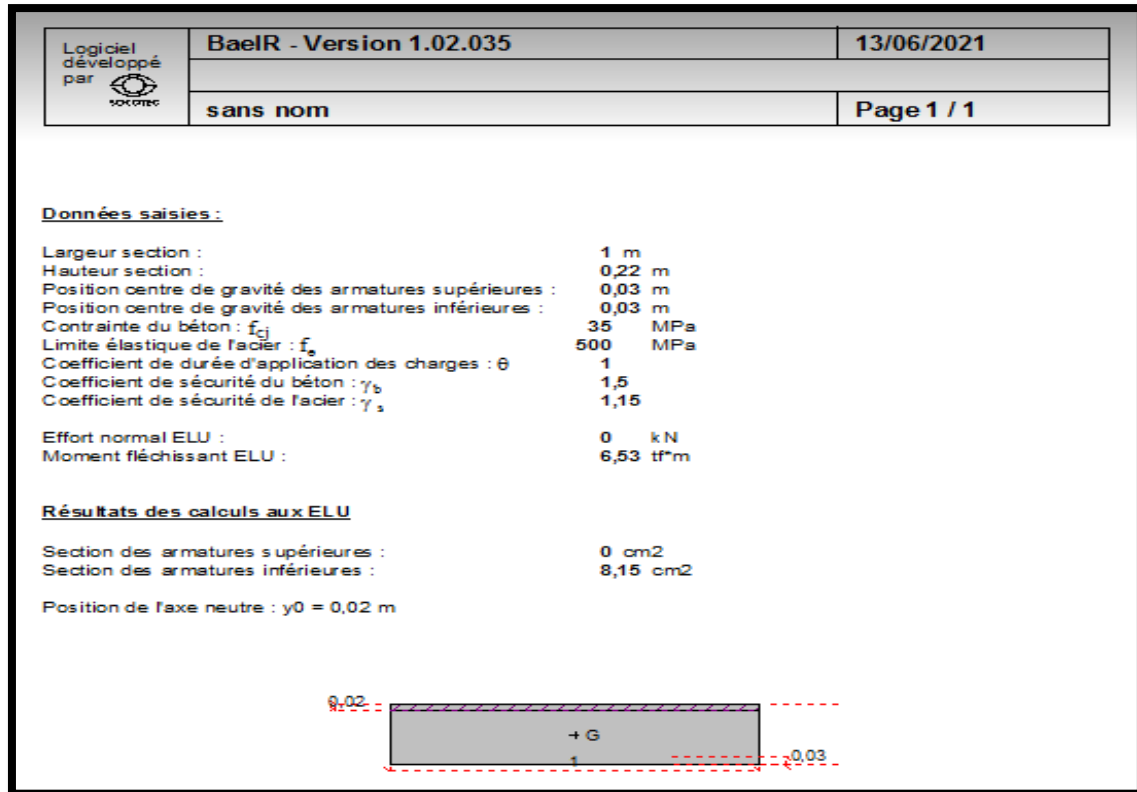 Logiciel
développé
par
SOCOTEC
BaelR - Version 1.02.035
13/06/2021
sans nom
Page 1 / 1
Données saisies :
Largeur section : 1 m
Hauteur section : 0,22 m
Position centre de gravité des armatures supérieures : 0,03 m
Position centre de gravité des armatures inférieures : 0,03 m
Contrainte du béton : fcj 35 MPa
Limite élastique de l'acier : fe 500 MPa
Coefficient de durée d'application des charges : θ 1
Coefficient de sécurité du béton : γb 1,5
Coefficient de sécurité de l'acier : γs 1,15
Effort normal ELU : 0 kN
Moment fléchissant ELU : 6,53 tf*m
Résultats des calculs aux ELU
Section des armatures supérieures : 0 cm2
Section des armatures inférieures : 8,15 cm2
Position de l'axe neutre : y0 = 0,02 m
0,02
+ G
1
0,03